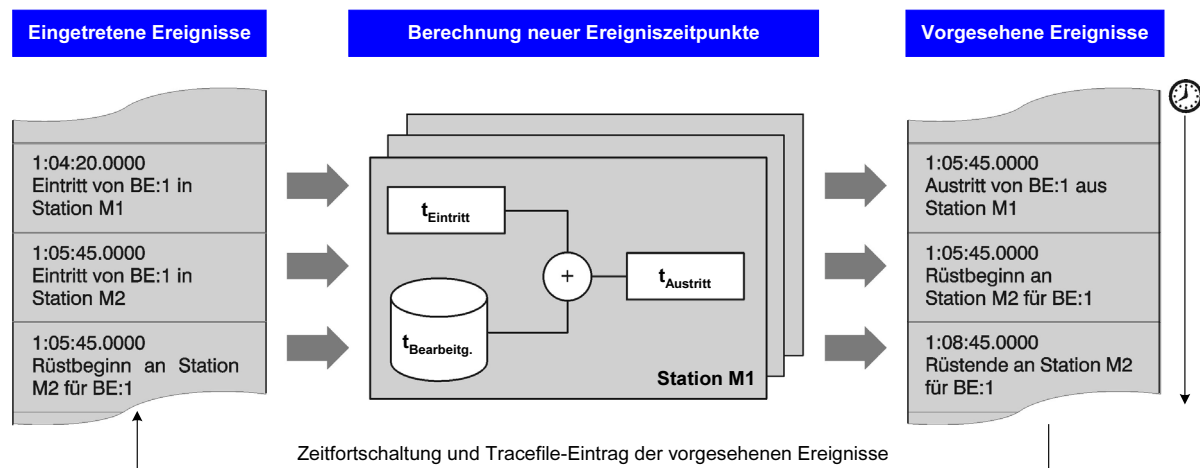 Eingetretene Ereignisse
Berechnung neuer Ereigniszeitpunkte
Vorgesehene Ereignisse
1:04:20.0000
Eintritt von BE:1 in
Station M1
1:05:45.0000
Eintritt von BE:1 in
Station M2
1:05:45.0000
Rüstbeginn an Station
M2 für BE:1
tEintritt
tBearbeitg.
+
tAustritt
Station M1
1:05:45.0000
Austritt von BE:1 aus
Station M1
1:05:45.0000
Rüstbeginn an
Station M2 für BE:1
1:08:45.0000
Rüstende an Station M2
für BE:1
Zeitfortschaltung und Tracefile-Eintrag der vorgesehenen Ereignisse